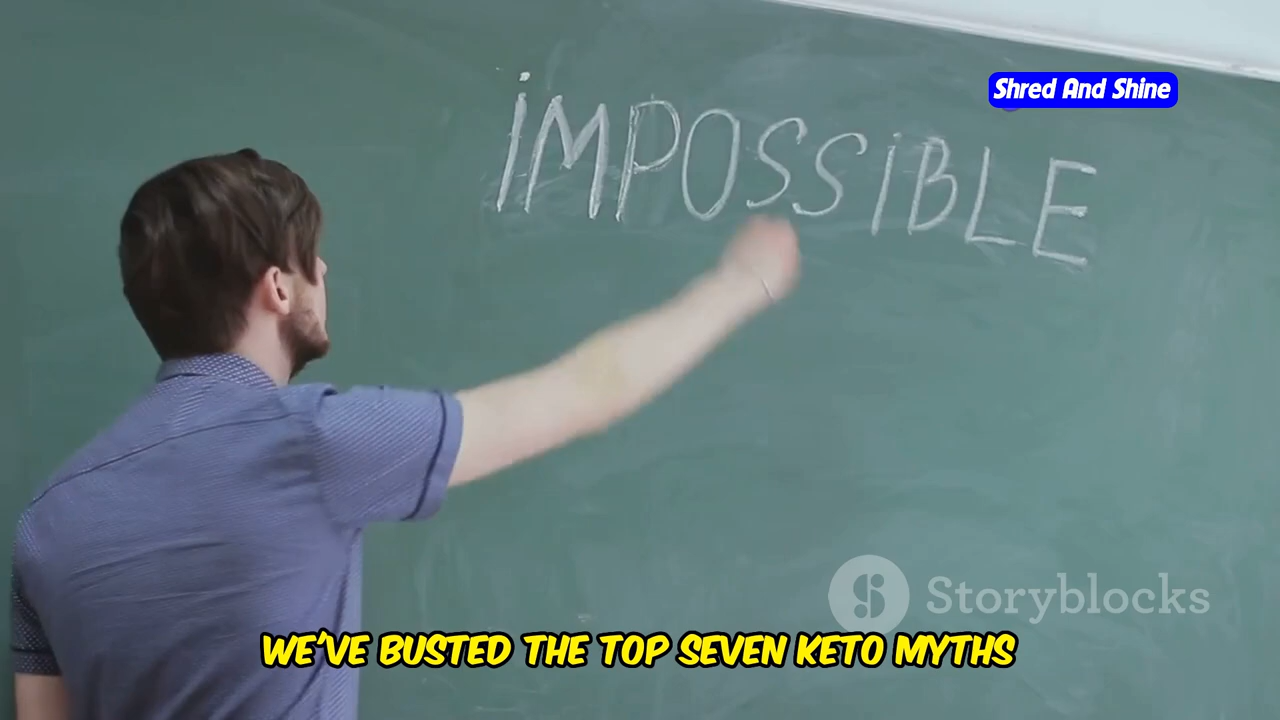 iMPOSSiBLE
Shred And Shine
Storyblocks
WE'VE BUSTED THE TOP SEVEN KETO MYTHS